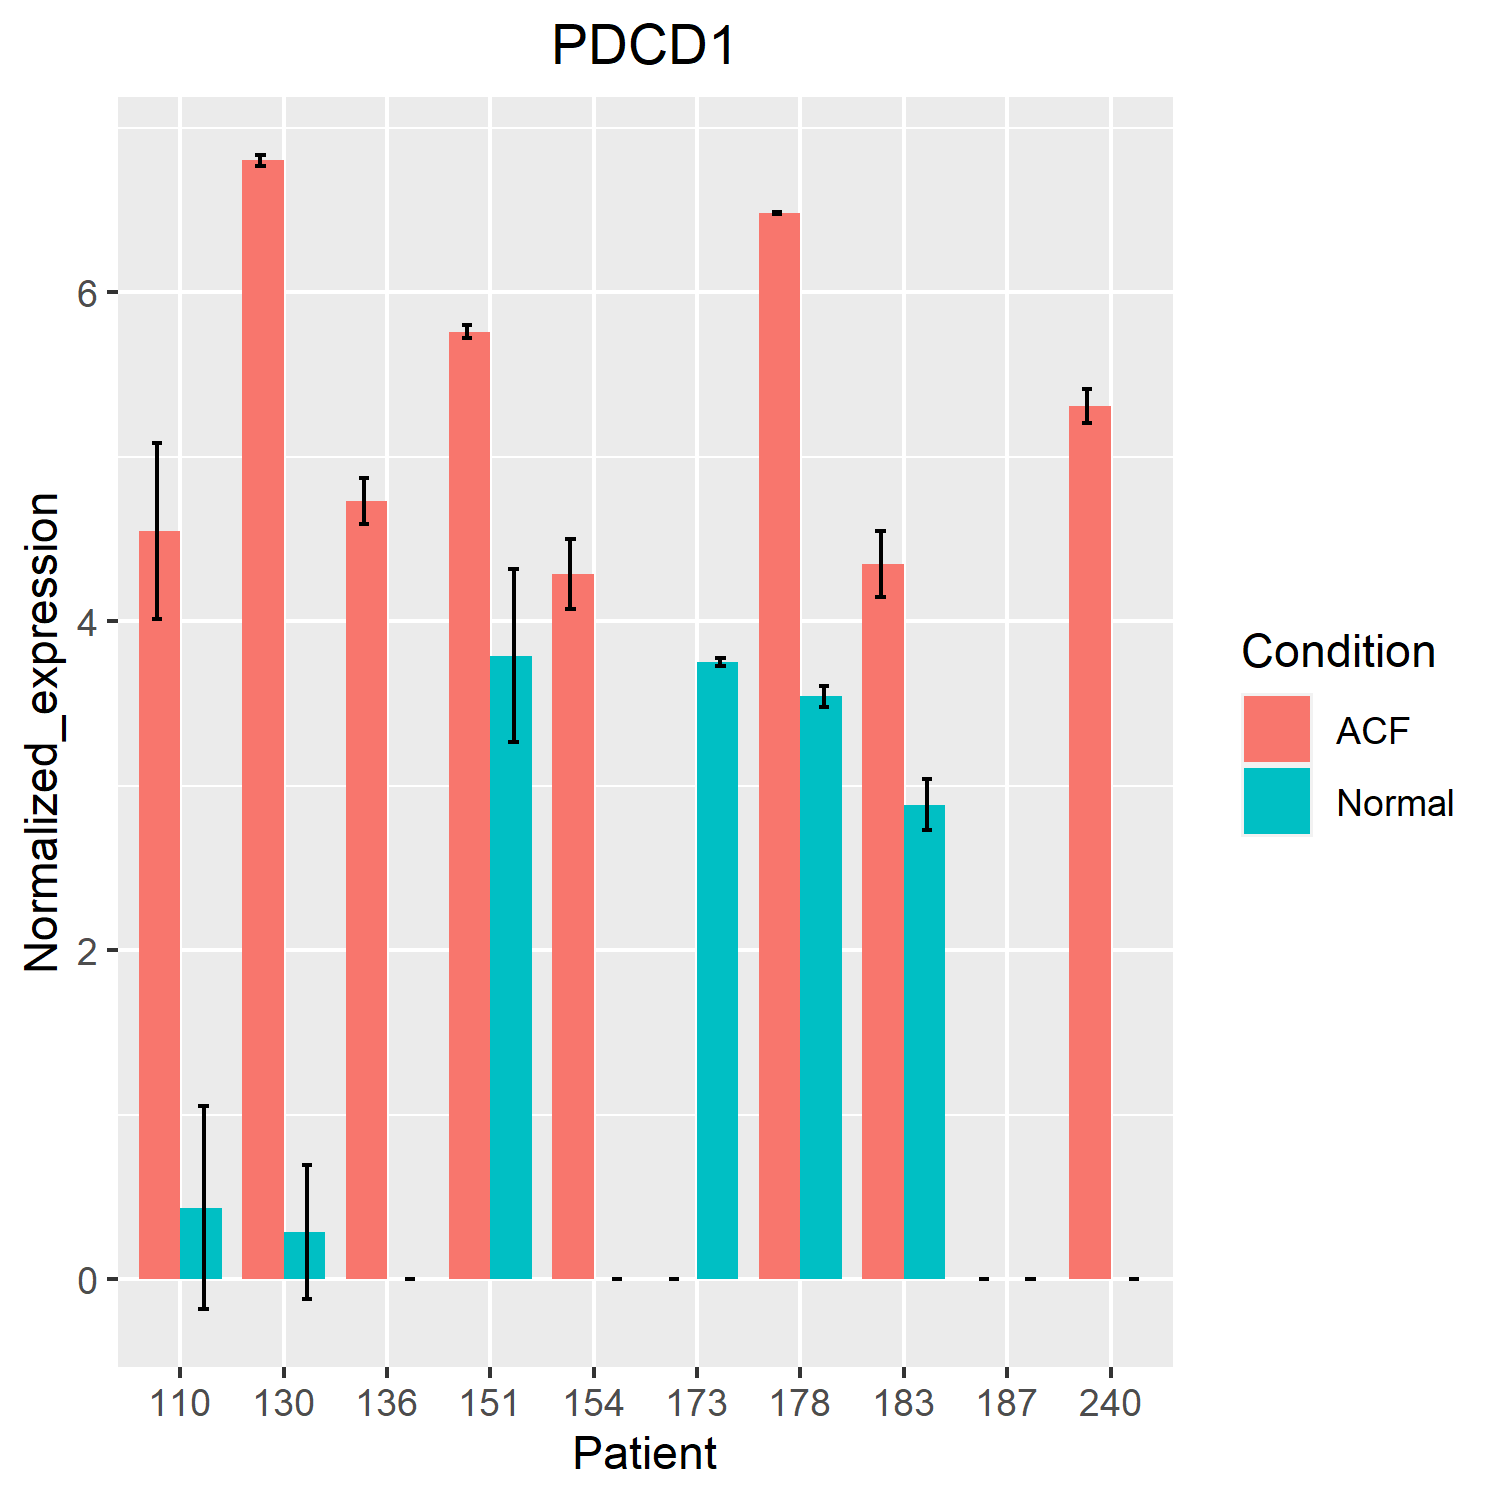 PDCD1
Normalized_expression
6
4
2
0
110 130 136 151 154 173 178 183 187 240
Patient
Condition
ACF
Normal